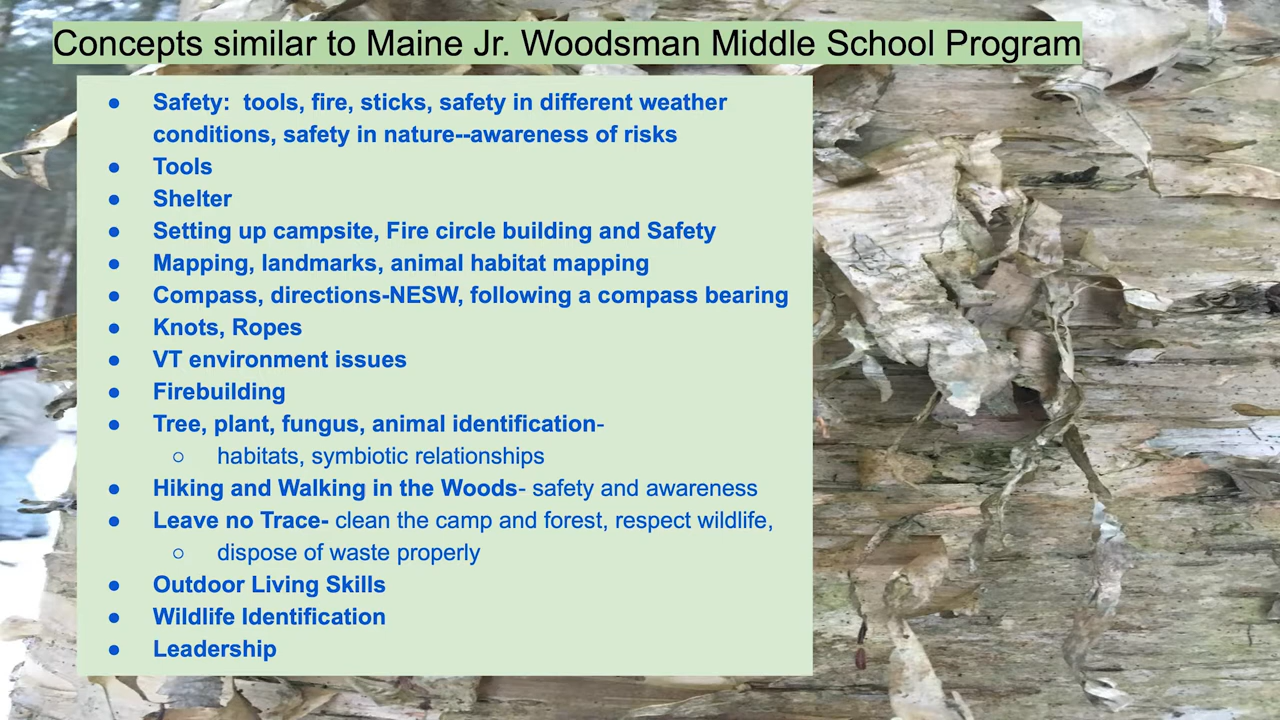 Concepts similar to Maine Jr. Woodsman Middle School Program
● Safety:  tools, fire, sticks, safety in different weather
conditions, safety in nature--awareness of risks
● Tools
● Shelter
● Setting up campsite, Fire circle building and Safety
● Mapping, landmarks, animal habitat mapping
● Compass, directions-NESW, following a compass bearing
● Knots, Ropes
● VT environment issues
● Firebuilding
● Tree, plant, fungus, animal identification-
○ habitats, symbiotic relationships
● Hiking and Walking in the Woods- safety and awareness
● Leave no Trace- clean the camp and forest, respect wildlife,
○ dispose of waste properly
● Outdoor Living Skills
● Wildlife Identification
● Leadership